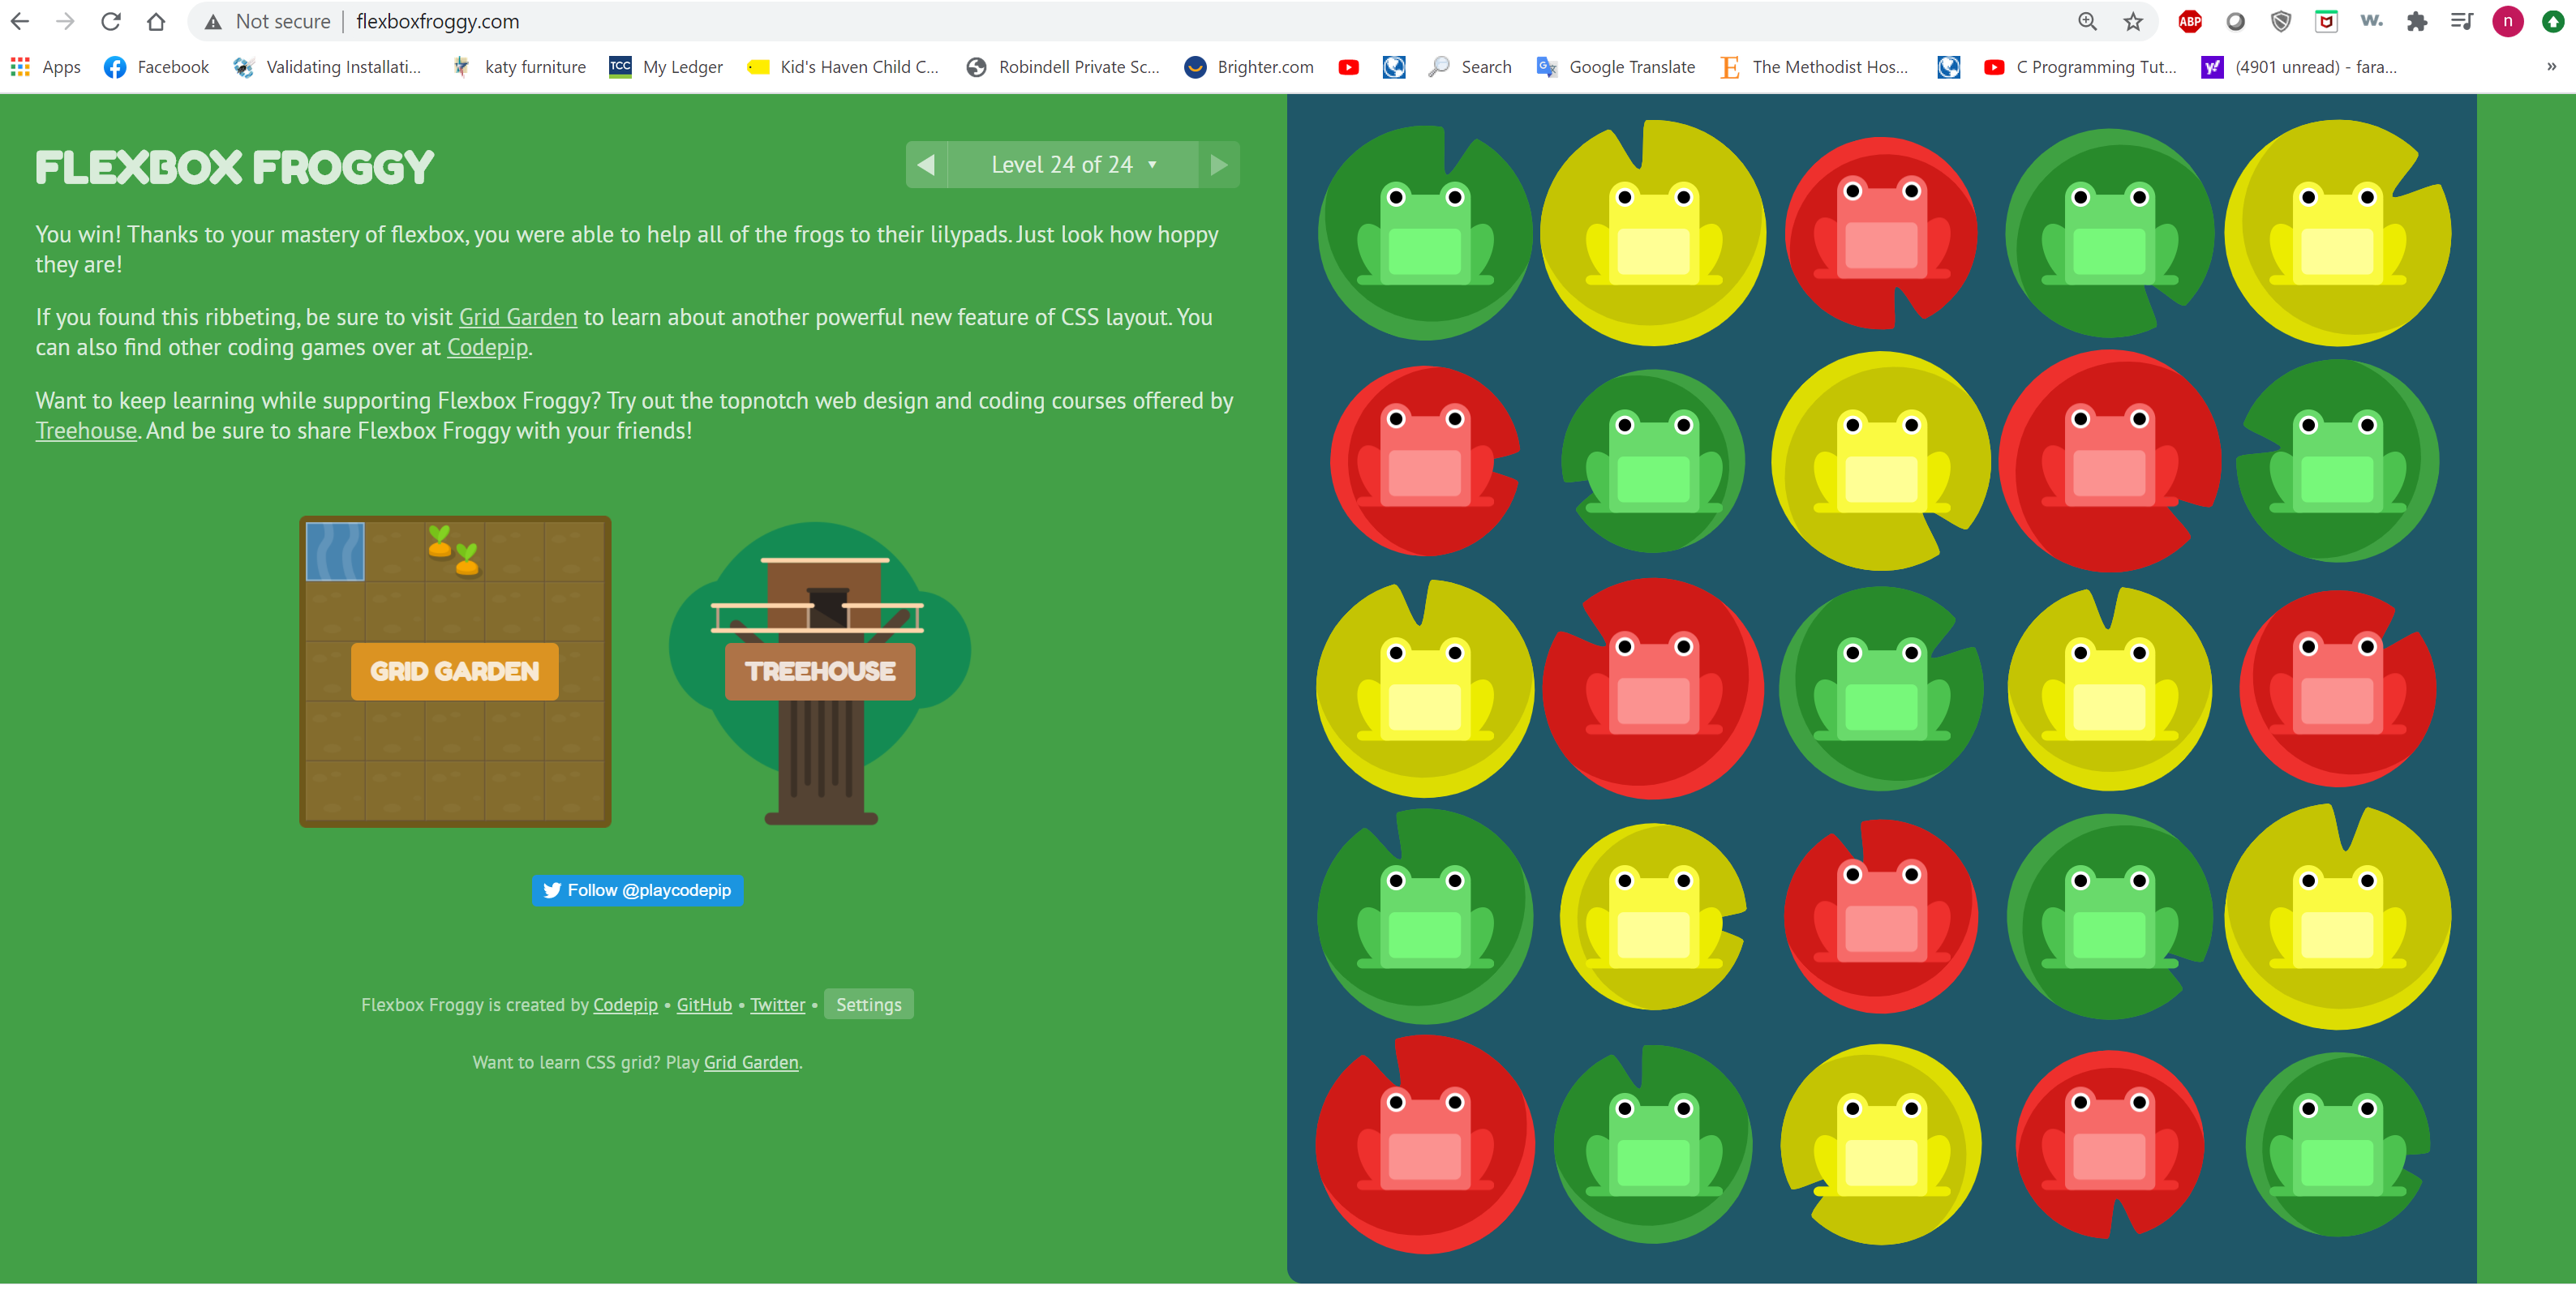 Not secure | flexboxfroggy.com
ABP w. n
Apps Facebook Validating Installati... katy furniture TCC My Ledger Kid's Haven Child C... Robindell Private Sc... Brighter.com Search Google Translate E The Methodist Hos... C Programming Tut... y! (4901 unread) - fara... »
FLEXBOX FROGGY
Level 24 of 24
You win! Thanks to your mastery of flexbox, you were able to help all of the frogs to their lilypads. Just look how hoppy
they are!
If you found this ribbeting, be sure to visit Grid Garden to learn about another powerful new feature of CSS layout. You
can also find other coding games over at Codepip.
Want to keep learning while supporting Flexbox Froggy? Try out the topnotch web design and coding courses offered by
Treehouse. And be sure to share Flexbox Froggy with your friends!
GRID GARDEN
TREEHOUSE
Follow @playcodepip
Flexbox Froggy is created by Codepip • GitHub • Twitter • Settings
Want to learn CSS grid? Play Grid Garden.